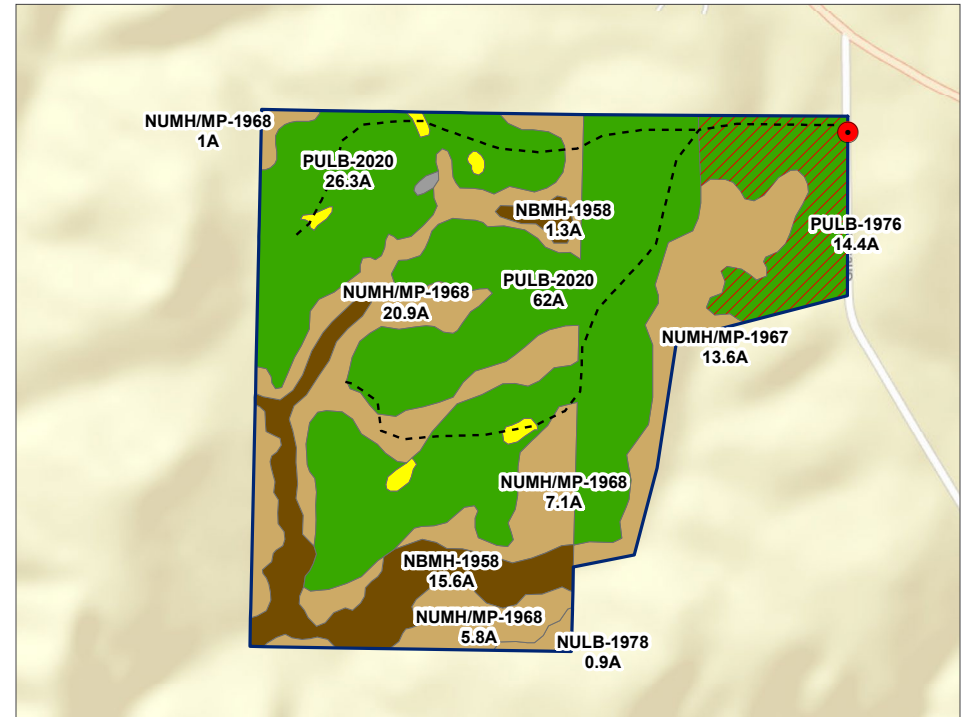 NUMH/MP-1968
1A
PULB-2020
26.3A
NBMH-1958
1.3A
PULB-1976
14.4A
PULB-2020
62A
NUMH/MP-1968
20.9A
NUMH/MP-1967
13.6A
NUMH/MP-1968
7.1A
NBMH-1958
15.6A
NUMH/MP-1968
5.8A
NULB-1978
0.9A